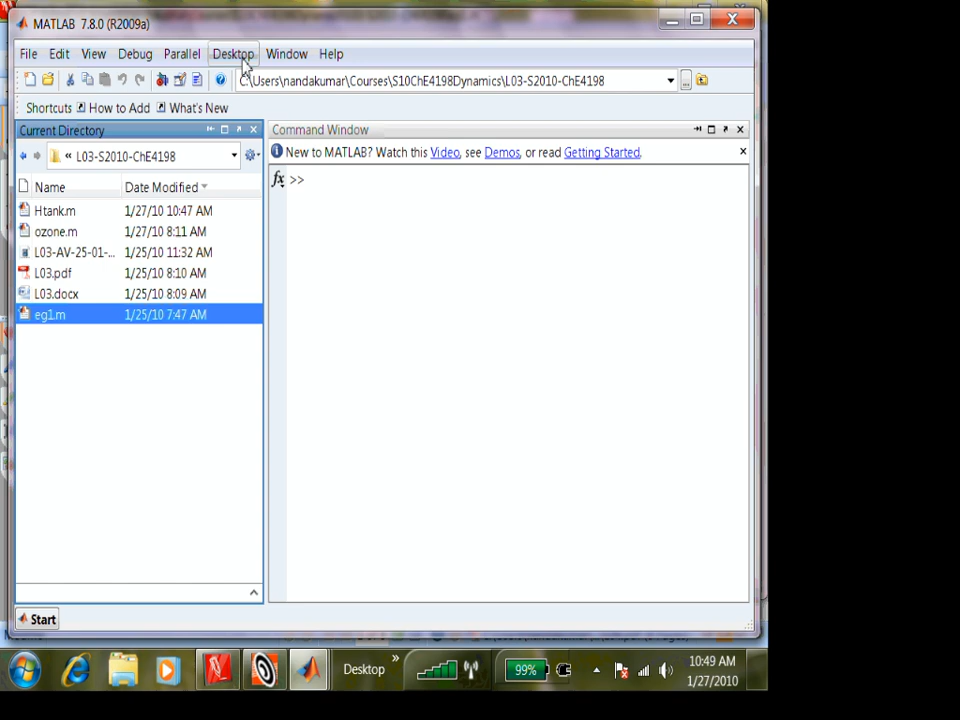 MATLAB 7.8.0 (R2009a)
File Edit View Debug Parallel Desktop Window Help
C:\Users\nandakumar\Courses\S10ChE4198Dynamics\L03-S2010-ChE4198 ...
Shortcuts How to Add What's New
Current Directory
« L03-S2010-ChE4198
Name Date Modified
Htank.m 1/27/10 10:47 AM
ozone.m 1/27/10 8:11 AM
L03-AV-25-01-... 1/25/10 11:32 AM
L03.pdf 1/25/10 8:10 AM
L03.docx 1/25/10 8:09 AM
eg1.m 1/25/10 7:47 AM
Command Window
New to MATLAB? Watch this Video, see Demos, or read Getting Started.
fx >>
Start
Desktop »
99%
10:49 AM
1/27/2010